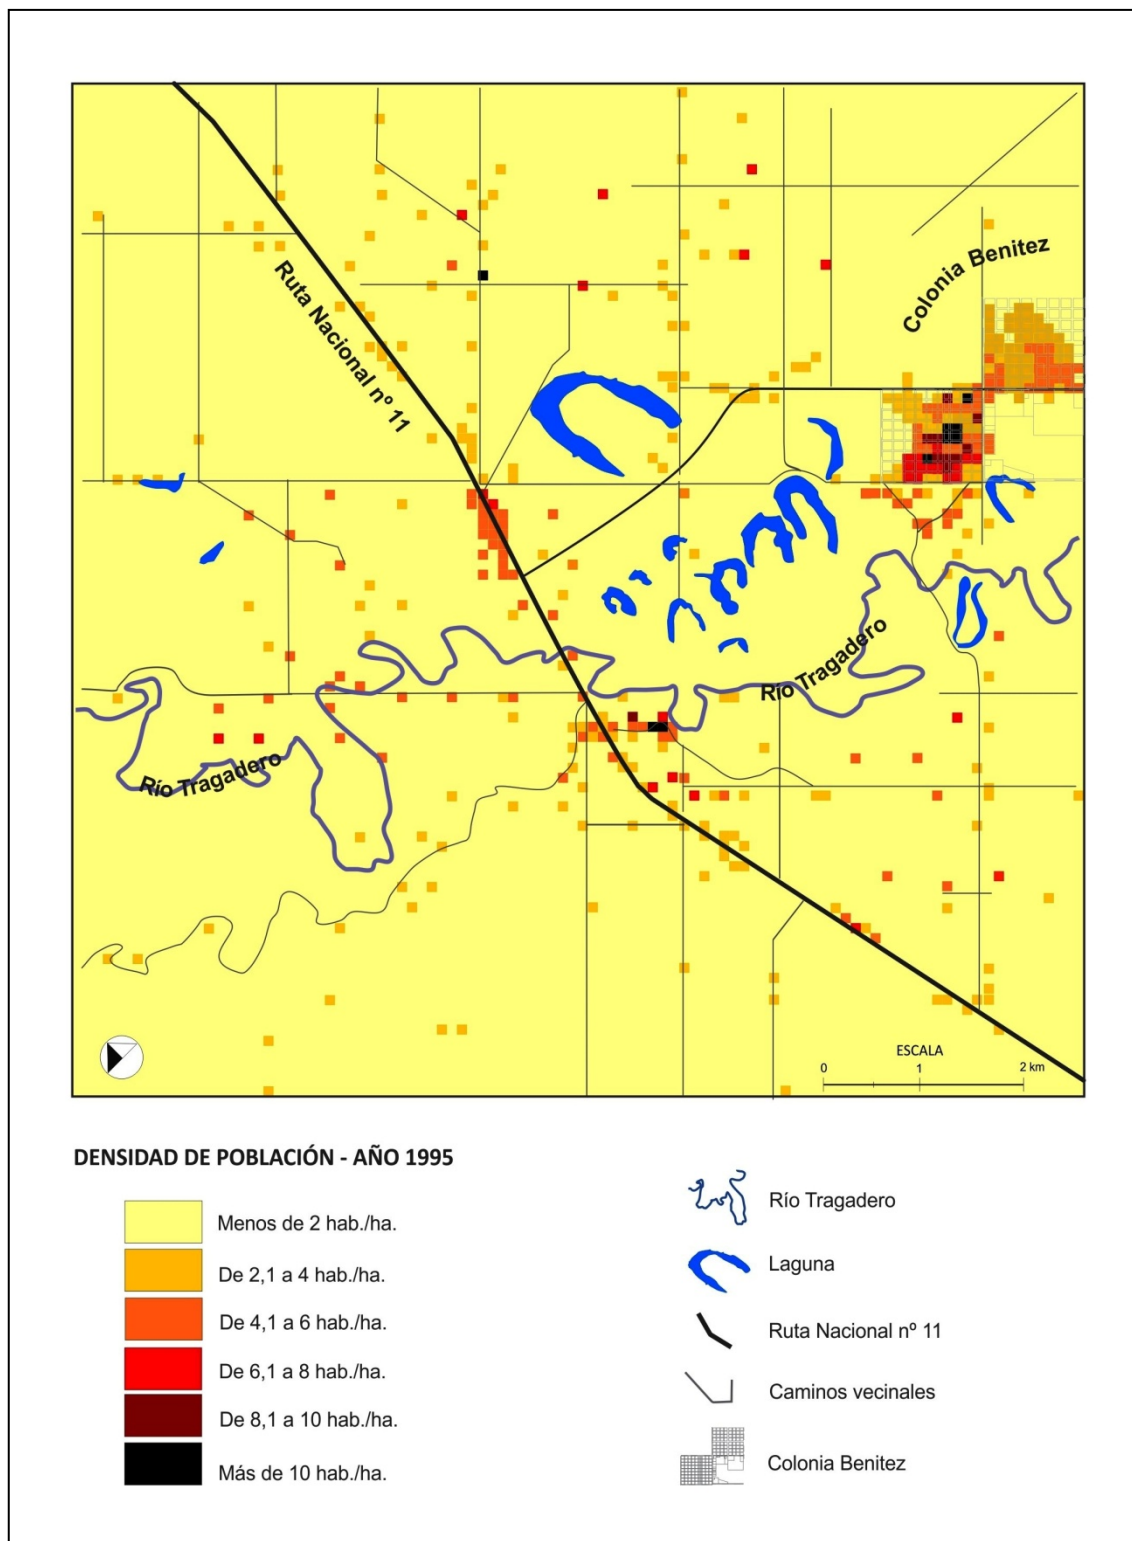 Ruta Nacional nº 11
Colonia Benitez
Río Tragadero
Río Tragadero
ESCALA
0 1 2 km
DENSIDAD DE POBLACIÓN - AÑO 1995
Menos de 2 hab./ha.
De 2,1 a 4 hab./ha.
De 4,1 a 6 hab./ha.
De 6,1 a 8 hab./ha.
De 8,1 a 10 hab./ha.
Más de 10 hab./ha.
Río Tragadero
Laguna
Ruta Nacional nº 11
Caminos vecinales
Colonia Benitez